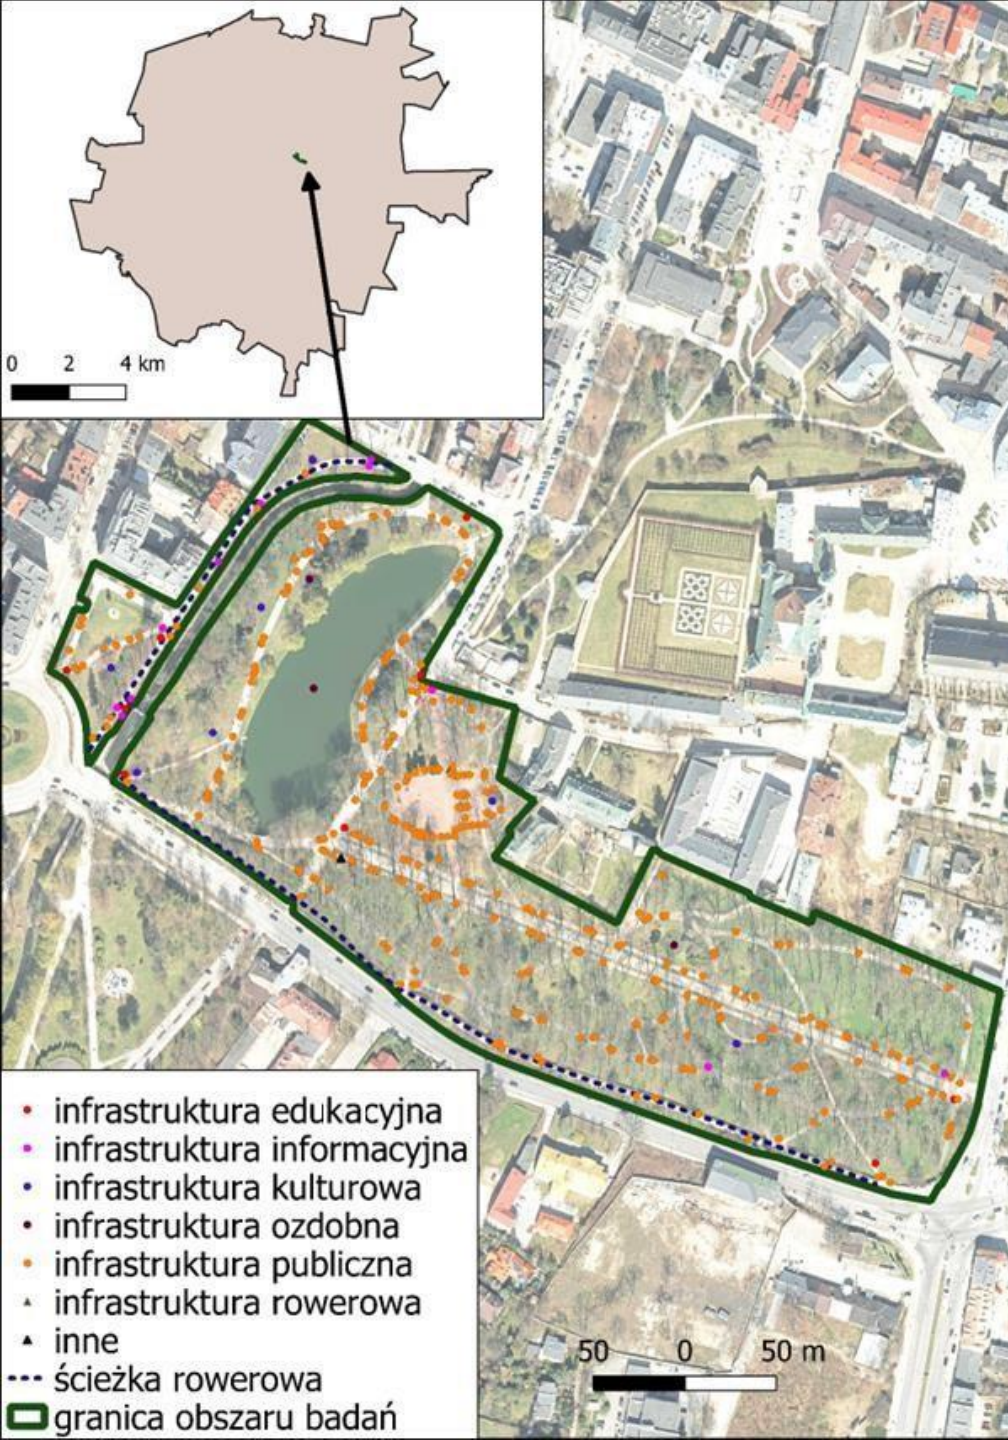 0 2 4 km
infrastruktura edukacyjna
infrastruktura informacyjna
infrastruktura kulturowa
infrastruktura ozdobna
infrastruktura publiczna
infrastruktura rowerowa
inne
ścieżka rowerowa
granica obszaru badań
50 0 50 m